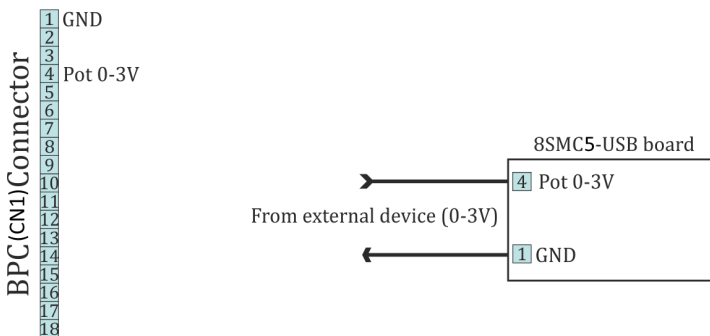 BPC(CN1)Connector
1 GND
2
3
4 Pot 0-3V
5
6
7
8
9
10
11
12
13
14
15
16
17
18
8SMC5-USB board
4 Pot 0-3V
From external device (0-3V)
1 GND